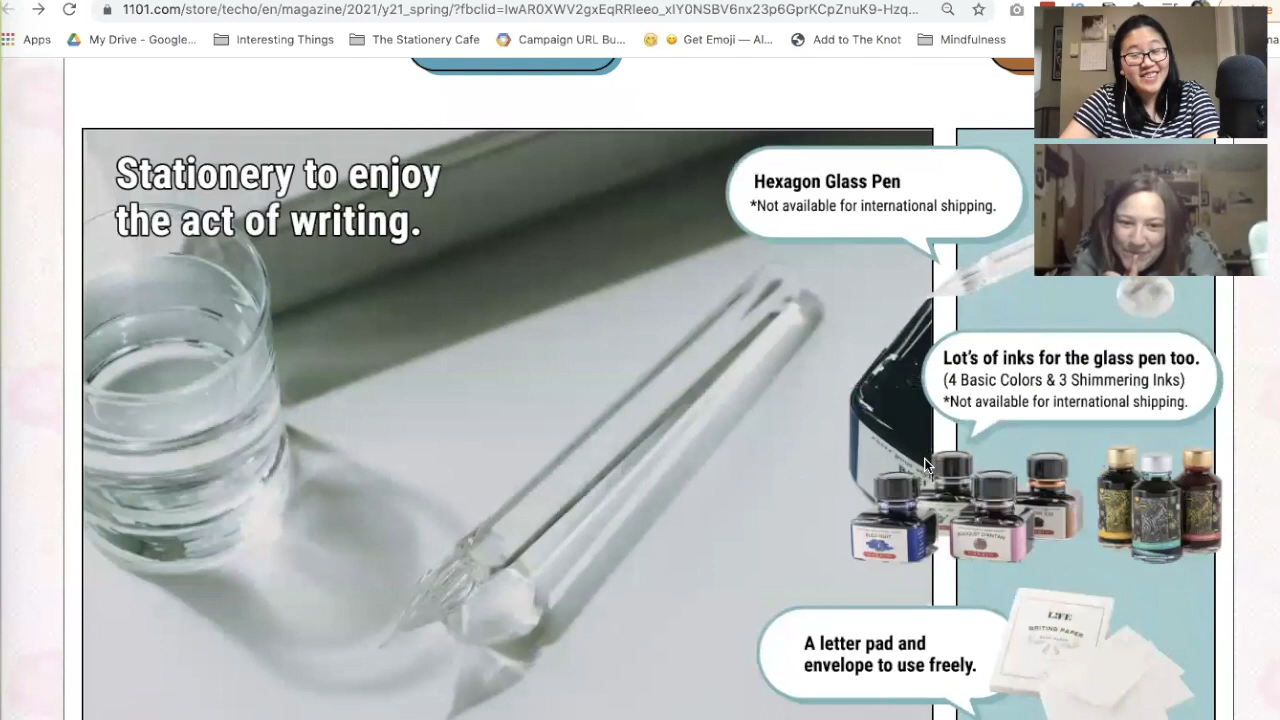 1101.com/store/techo/en/magazine/2021/y21_spring/?fbclid=IwAR0XWV2gxEqRRleeo_xIY0NSBV6nx23p6GprKCpZnuK9-Hzq...
Apps
My Drive - Google...
Interesting Things
The Stationery Cafe
Campaign URL Bu...
Get Emoji — Al...
Add to The Knot
Mindfulness
Stationery to enjoy
the act of writing.
Hexagon Glass Pen
*Not available for international shipping.
Lot's of inks for the glass pen too.
(4 Basic Colors & 3 Shimmering Inks)
*Not available for international shipping.
LIFE
WRITING PAPER
A letter pad and
envelope to use freely.